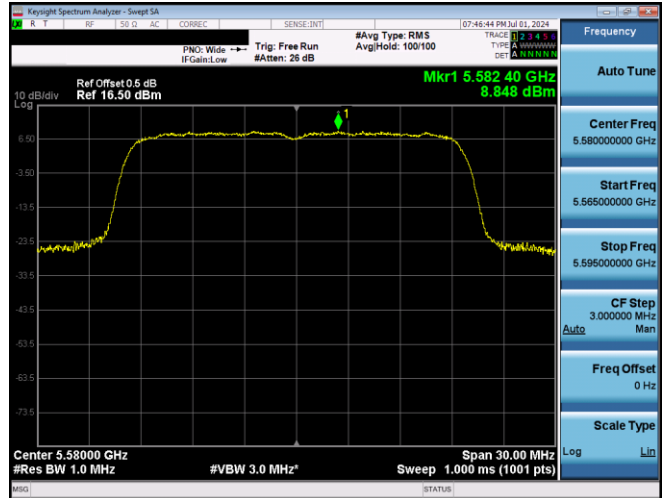 Keysight Spectrum Analyzer - Swept SA
R T RF 50 Ω AC CORREC SENSE:INT 07:46:44 PM Jul 01, 2024
#Avg Type: RMS
TRACE 1 2 3 4 5 6
PNO: Wide Trig: Free Run Avg|Hold: 100/100
TYPE A WWWWW
IFGain:Low #Atten: 26 dB
DET A N N N N N
Mkr1 5.582 40 GHz
8.848 dBm
Ref Offset 0.5 dB
10 dB/div Ref 16.50 dBm
Log
1
6.50
-3.50
-13.5
-23.5
-33.5
-43.5
-53.5
-63.5
-73.5
Center 5.58000 GHz Span 30.00 MHz
#Res BW 1.0 MHz #VBW 3.0 MHz* Sweep 1.000 ms (1001 pts)
MSG STATUS
Frequency
Auto Tune
Center Freq
5.580000000 GHz
Start Freq
5.565000000 GHz
Stop Freq
5.595000000 GHz
CF Step
3.000000 MHz
Auto Man
Freq Offset
0 Hz
Scale Type
Log Lin